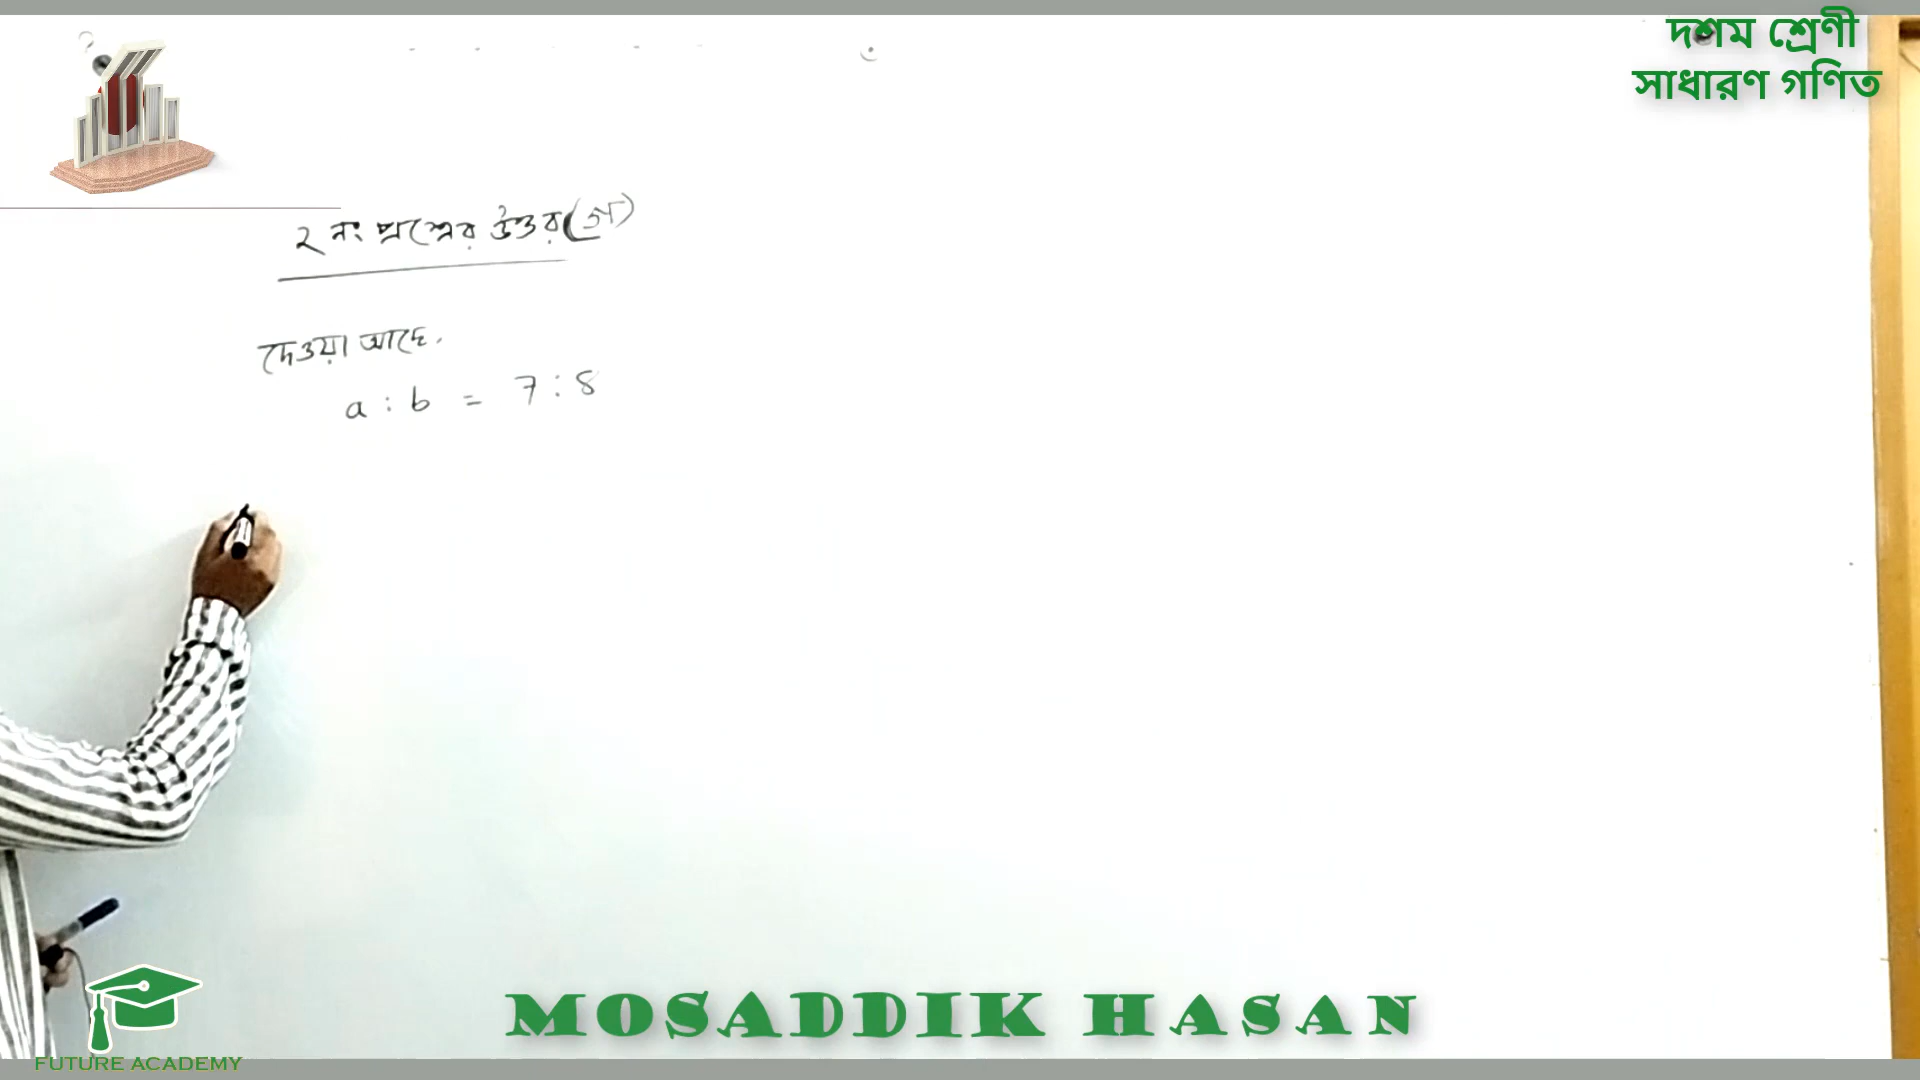 দশম শ্রেণী
সাধারণ গণিত
২ নং প্রশ্নের উত্তর (গ)
দেওয়া আছে,
a : b = 7 : 8
MOSADDIK HASAN
FUTURE ACADEMY